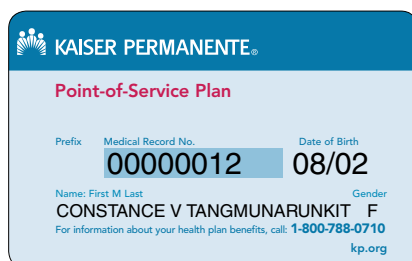 KAISER PERMANENTE®
Point-of-Service Plan
Prefix Medical Record No. Date of Birth
00000012 08/02
Name: First M Last Gender
CONSTANCE V TANGMUNARUNKIT F
For information about your health plan benefits, call: 1-800-788-0710
kp.org